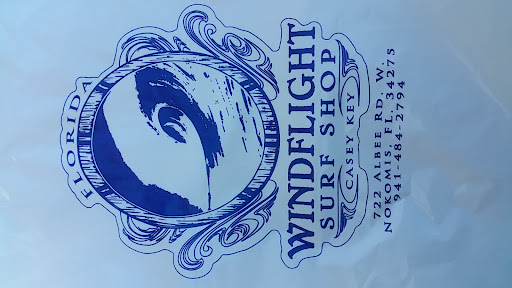 FLORIDA
WINDFLIGHT
SURF SHOP
CASEY KEY
722 ALBEE RD. W.
NOKOMIS, FL. 34275
941-484-2794